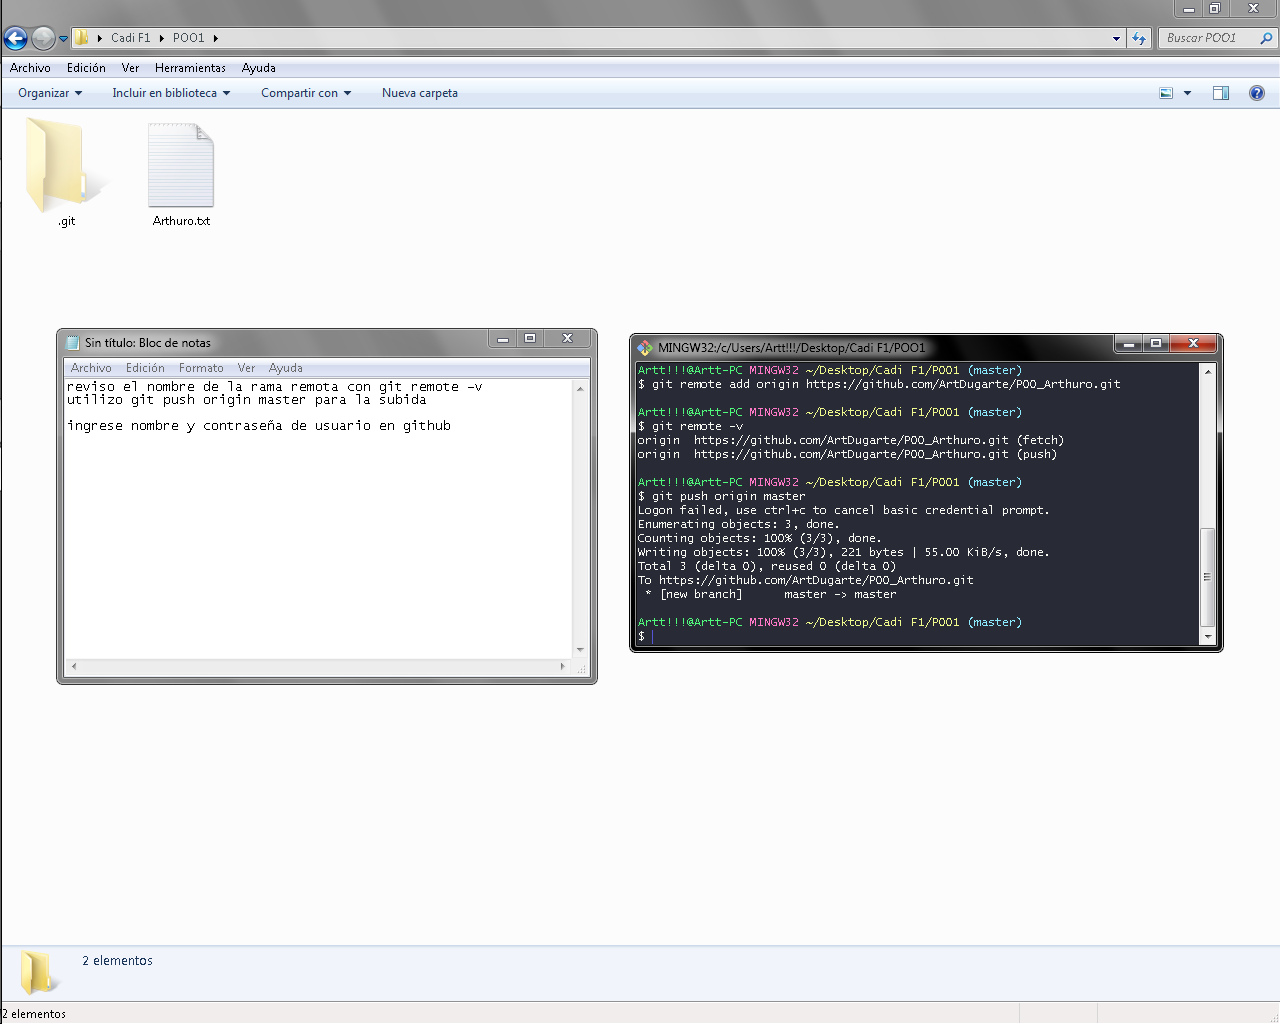 Cadi F1 POO1
Buscar POO1
Archivo Edición Ver Herramientas Ayuda
Organizar Incluir en biblioteca Compartir con Nueva carpeta
.git
Arthuro.txt
Sin título: Bloc de notas
Archivo Edición Formato Ver Ayuda
reviso el nombre de la rama remota con git remote -v
utilizo git push origin master para la subida
ingrese nombre y contraseña de usuario en github
MINGW32:/c/Users/Artt!!!/Desktop/Cadi F1/POO1
Artt!!!@Artt-PC MINGW32 ~/Desktop/Cadi F1/POO1 (master)
$ git remote add origin https://github.com/ArtDugarte/POO_Arthuro.git
Artt!!!@Artt-PC MINGW32 ~/Desktop/Cadi F1/POO1 (master)
$ git remote -v
origin https://github.com/ArtDugarte/POO_Arthuro.git (fetch)
origin https://github.com/ArtDugarte/POO_Arthuro.git (push)
Artt!!!@Artt-PC MINGW32 ~/Desktop/Cadi F1/POO1 (master)
$ git push origin master
Logon failed, use ctrl+c to cancel basic credential prompt.
Enumerating objects: 3, done.
Counting objects: 100% (3/3), done.
Writing objects: 100% (3/3), 221 bytes | 55.00 KiB/s, done.
Total 3 (delta 0), reused 0 (delta 0)
To https://github.com/ArtDugarte/POO_Arthuro.git
* [new branch] master -> master
Artt!!!@Artt-PC MINGW32 ~/Desktop/Cadi F1/POO1 (master)
$
2 elementos
2 elementos